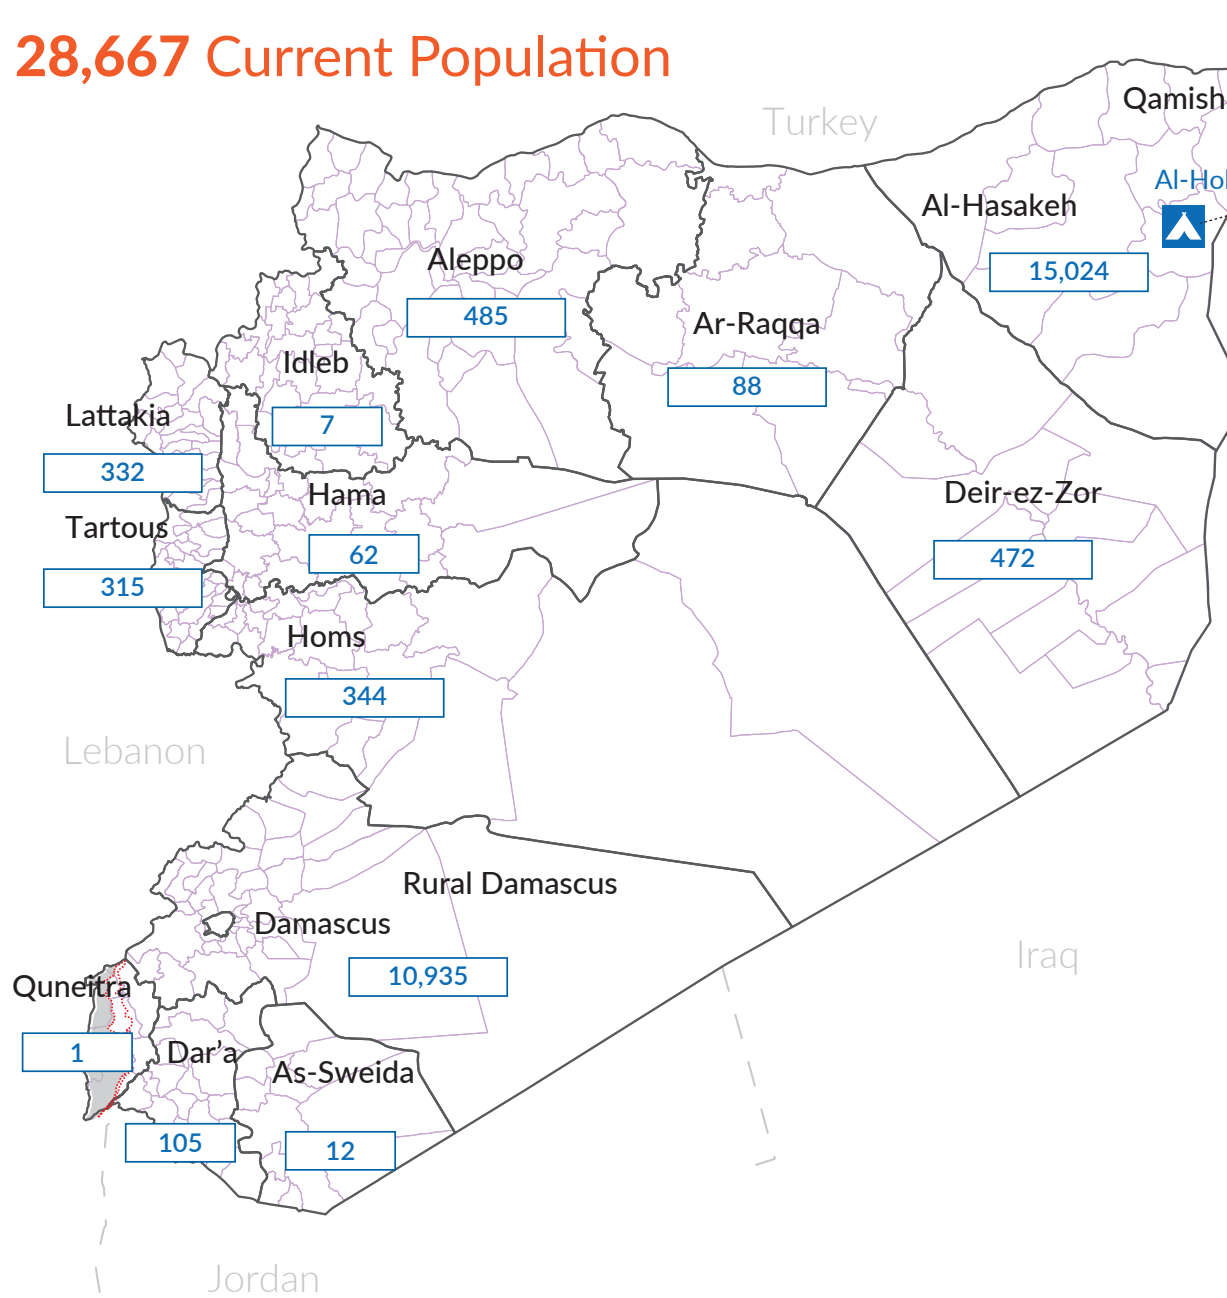 28,667 Current Population
Qamish
Turkey
Al-Hol
Al-Hasakeh
15,024
Aleppo
485
Ar-Raqqa
88
Idleb
7
Lattakia
332
Hama
62
Deir-ez-Zor
472
Tartous
315
Homs
344
Lebanon
Rural Damascus
Damascus
10,935
Iraq
Quneitra
1
Dar’a
105
As-Sweida
12
Jordan